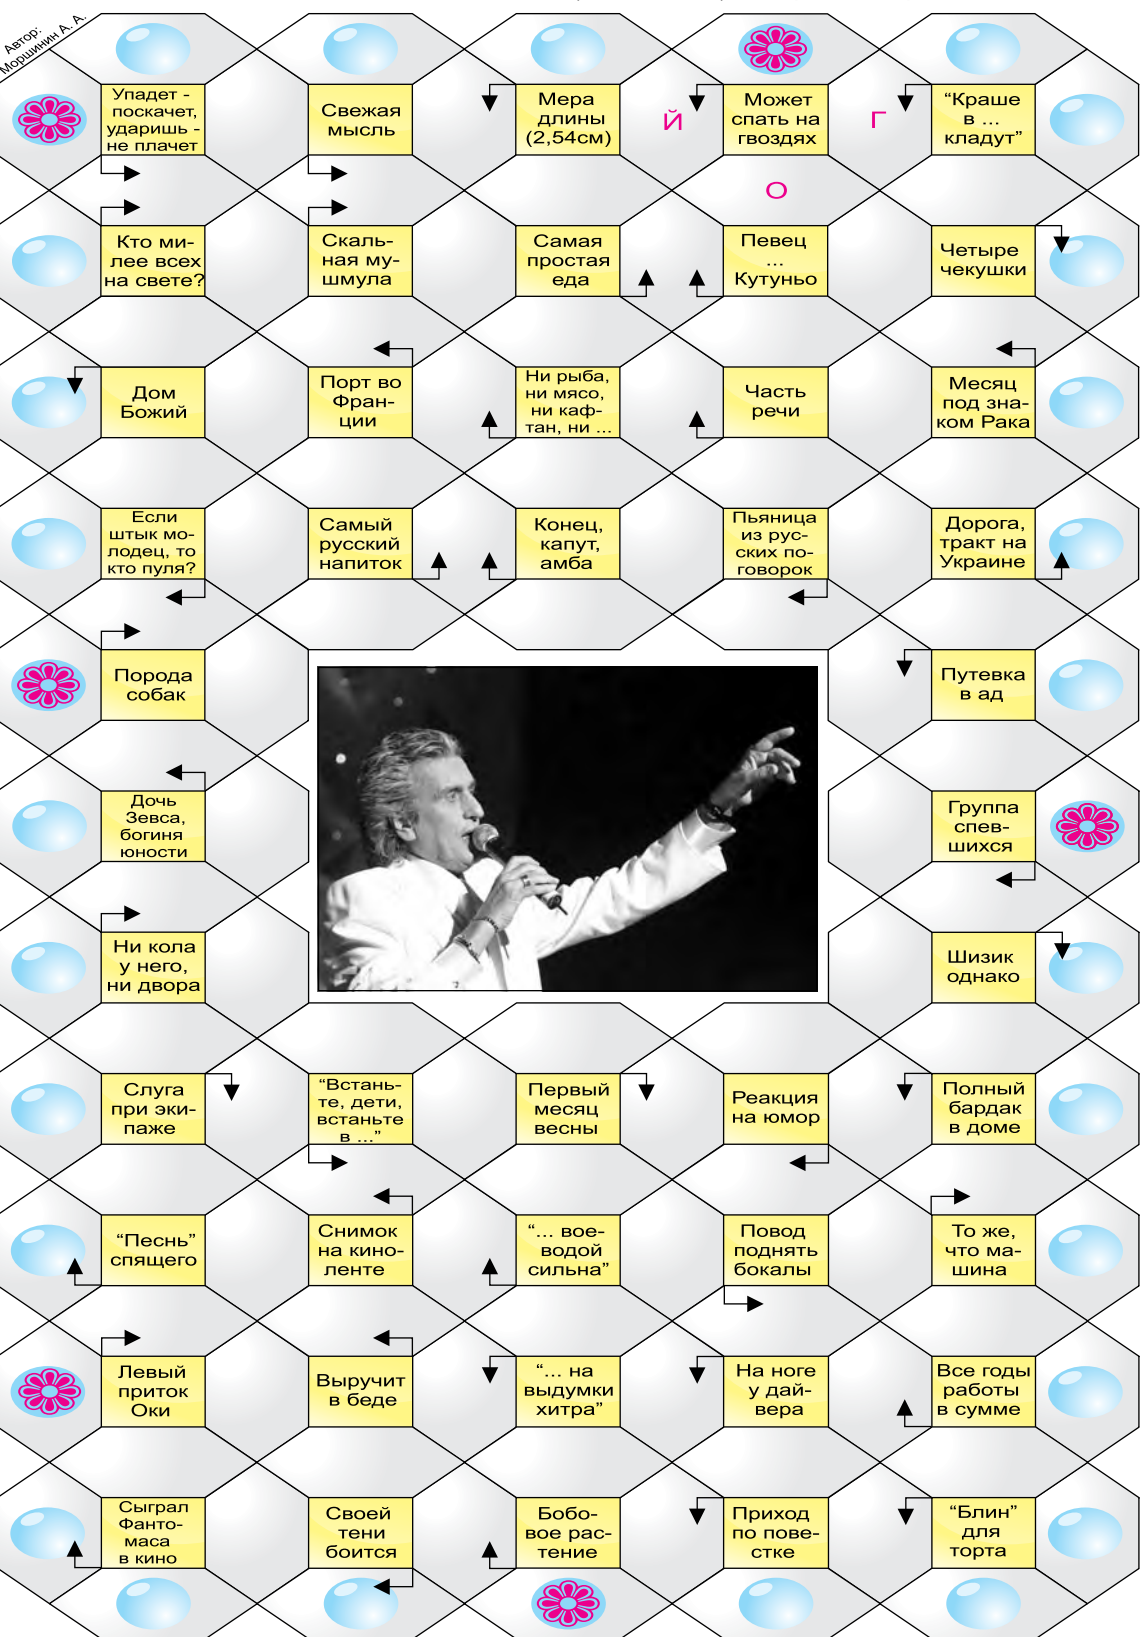 Автор:
Моршинин А. А.
Упадет -
поскачет,
ударишь -
не плачет
Свежая
мысль
Мера
длины
(2,54см)
Й
Может
спать на
гвоздях
Г
“Краше
в ...
кладут”
О
Кто ми-
лее всех
на свете?
Скаль-
ная му-
шмула
Самая
простая
еда
Певец
...
Кутуньо
Четыре
чекушки
Дом
Божий
Порт во
Фран-
ции
Ни рыба,
ни мясо,
ни каф-
тан, ни ...
Часть
речи
Месяц
под зна-
ком Рака
Если
штык мо-
лодец, то
кто пуля?
Самый
русский
напиток
Конец,
капут,
амба
Пьяница
из рус-
ских по-
говорок
Дорога,
тракт на
Украине
Порода
собак
Путевка
в ад
Дочь
Зевса,
богиня
юности
Группа
спев-
шихся
Ни кола
у него,
ни двора
Шизик
однако
Слуга
при эки-
паже
“Встань-
те, дети,
встаньте
в ...”
Первый
месяц
весны
Реакция
на юмор
Полный
бардак
в доме
“Песнь”
спящего
Снимок
на кино-
ленте
“... вое-
водой
сильна”
Повод
поднять
бокалы
То же,
что ма-
шина
Левый
приток
Оки
Выручит
в беде
“... на
выдумки
хитра”
На ноге
у дай-
вера
Все годы
работы
в сумме
Сыграл
Фанто-
маса
в кино
Своей
тени
боится
Бобо-
вое рас-
тение
Приход
по пове-
стке
“Блин”
для
торта